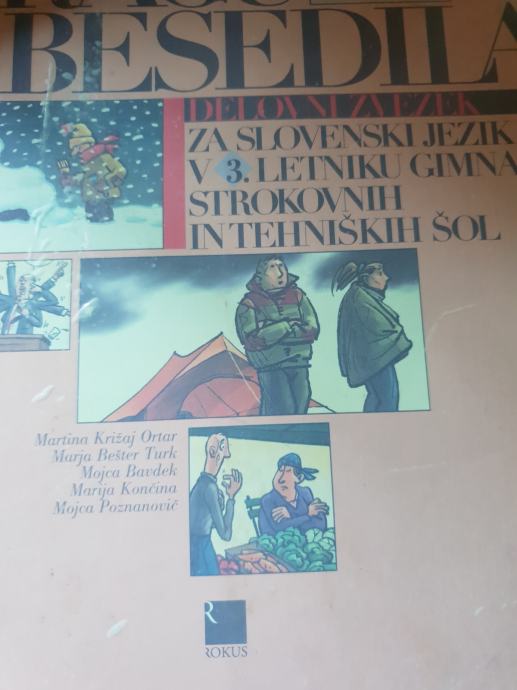 BESEDILA
DELOVNI ZVEZEK
ZA SLOVENSKI JEZIK
V 3. LETNIKU GIMNA
STROKOVNIH
IN TEHNIŠKIH ŠOL
Martina Križaj Ortar
Marja Bešter Turk
Mojca Bavdek
Marija Končina
Mojca Poznanovič
R
ROKUS